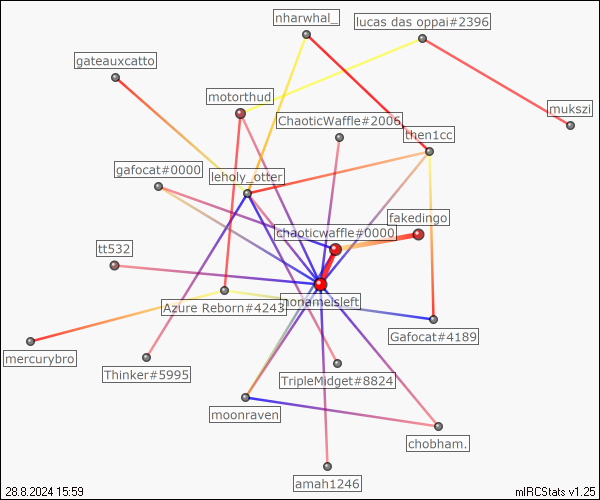 nharwhal_
lucas das oppai#2396
gateauxcatto
motorthud
mukszi
ChaoticWaffle#2006
then1cc
gafocat#0000
leholy_otter
fakedingo
chaoticwaffle#0000
tt532
nonameisleft
Azure Reborn#4243
Gafocat#4189
mercurybro
Thinker#5995
TripleMidget#8824
moonraven
chobham.
amah1246
28.8.2024 15:59
mIRCStats v1.25